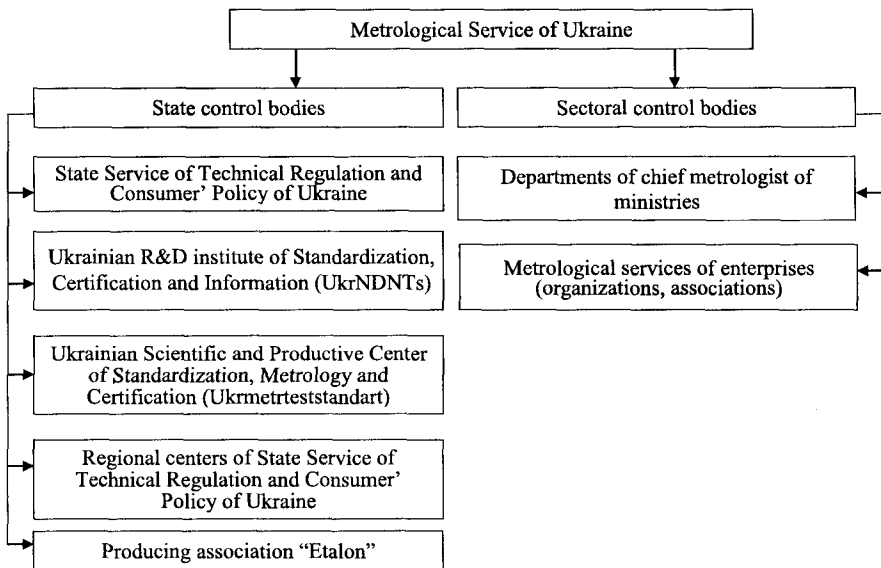 Metrological Service of Ukraine
State control bodies
Sectoral control bodies
State Service of Technical Regulation and
Consumer’ Policy of Ukraine
Departments of chief metrologist of
ministries
Ukrainian R&D institute of Standardization,
Certification and Information (UkrNDNTs)
Metrological services of enterprises
(organizations, associations)
Ukrainian Scientific and Productive Center
of Standardization, Metrology and
Certification (Ukrmetrteststandart)
Regional centers of State Service of
Technical Regulation and Consumer’
Policy of Ukraine
Producing association “Etalon”